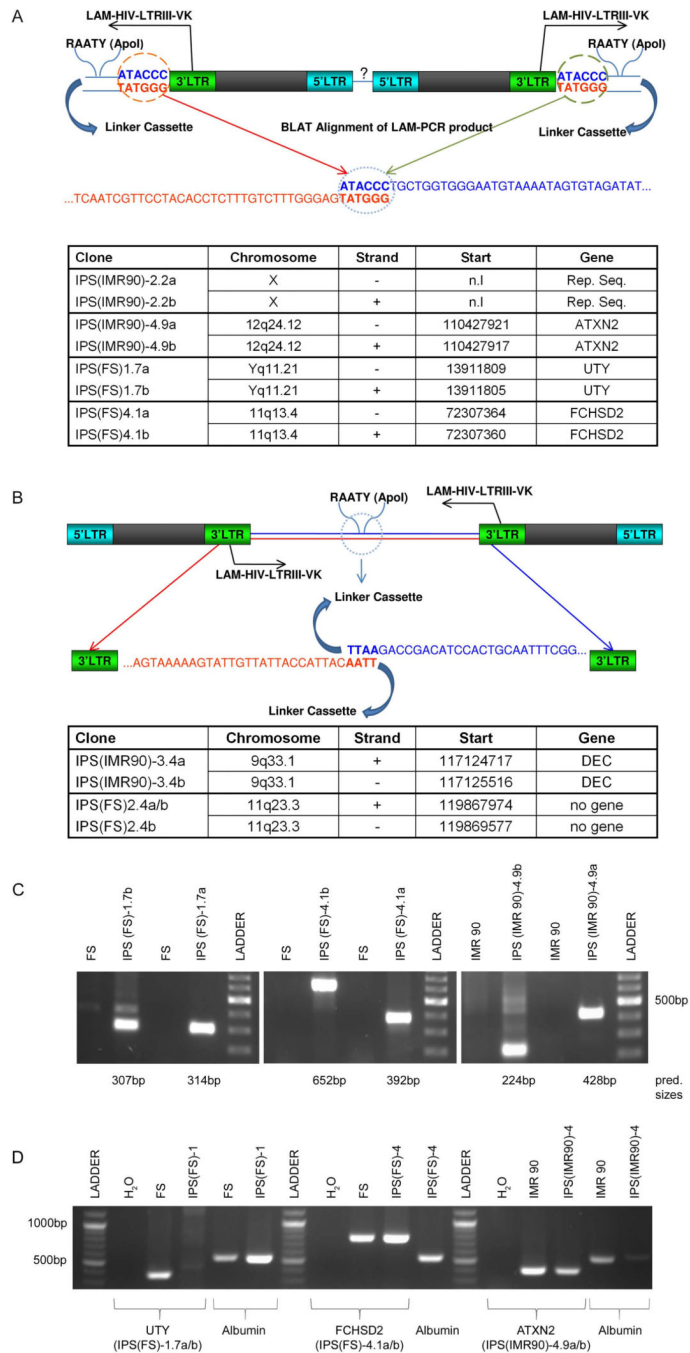 A
LAM-HIV-LTRIII-VK
LAM-HIV-LTRIII-VK
RAATY (ApoI)
RAATY (ApoI)
ATACCC
TATGGG
3'LTR
5'LTR
?
5'LTR
3'LTR
ATACCC
TATGGG
Linker Cassette
BLAT Alignment of LAM-PCR product
Linker Cassette
ATACCCTGCTGGTGGGAATGTAAAATAGTGTAGATAT...
...TCAATCGTTCCTACACCTCTTTGTCTTTGGGAGTATGGG
Clone Chromosome Strand Start Gene
IPS(IMR90)-2.2a X - n.I Rep. Seq.
IPS(IMR90)-2.2b X + n.I Rep. Seq.
IPS(IMR90)-4.9a 12q24.12 - 110427921 ATXN2
IPS(IMR90)-4.9b 12q24.12 + 110427917 ATXN2
IPS(FS)1.7a Yq11.21 - 13911809 UTY
IPS(FS)1.7b Yq11.21 + 13911805 UTY
IPS(FS)4.1a 11q13.4 - 72307364 FCHSD2
IPS(FS)4.1b 11q13.4 + 72307360 FCHSD2
B
RAATY (ApoI)
LAM-HIV-LTRIII-VK
5'LTR
3'LTR
3'LTR
5'LTR
LAM-HIV-LTRIII-VK
Linker Cassette
TTAAGACCGACATCCACTGCAATTTCGG...
3'LTR
...AGTAAAAAGTATTGTTATTACCATTACAATT
3'LTR
Linker Cassette
Clone Chromosome Strand Start Gene
IPS(IMR90)-3.4a 9q33.1 + 117124717 DEC
IPS(IMR90)-3.4b 9q33.1 - 117125516 DEC
IPS(FS)2.4a/b 11q23.3 + 119867974 no gene
IPS(FS)2.4b 11q23.3 - 119869577 no gene
C
FS
IPS (FS)-1.7b
FS
IPS (FS)-1.7a
LADDER
FS
IPS (FS)-4.1b
FS
IPS (FS)-4.1a
LADDER
IMR 90
IPS (IMR 90)-4.9b
IMR 90
IPS (IMR 90)-4.9a
LADDER
500bp
307bp 314bp 652bp 392bp 224bp 428bp pred. sizes
D
LADDER
H2O
FS
IPS(FS)-1
FS
IPS(FS)-1
LADDER
H2O
FS
IPS(FS)-4
IPS(FS)-4
LADDER
H2O
IMR 90
IPS(IMR90)-4
IMR 90
IPS(IMR90)-4
1000bp
500bp
UTY
(IPS(FS)-1.7a/b)
Albumin
FCHSD2
(IPS(FS)-4.1a/b)
Albumin
ATXN2
(IPS(IMR90)-4.9a/b)
Albumin